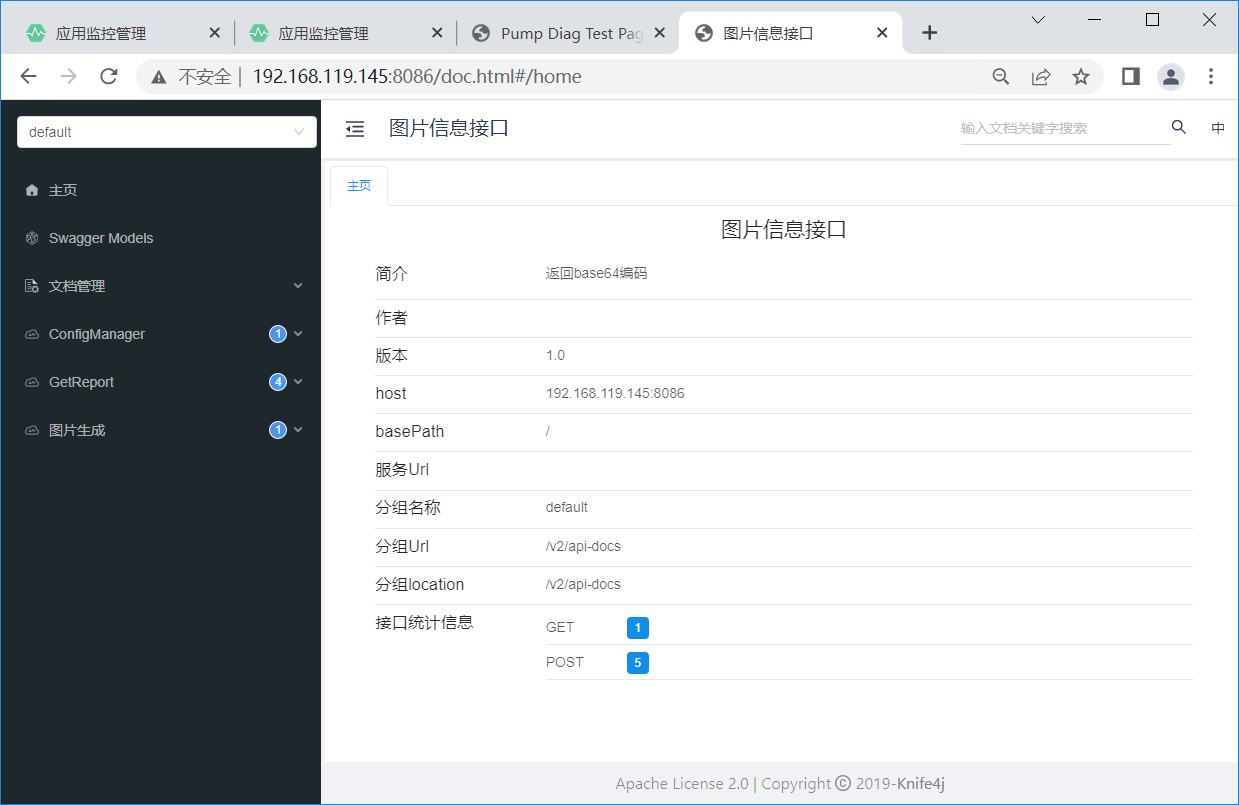 应用监控管理
应用监控管理
Pump Diag Test Pag
图片信息接口
不安全 | 192.168.119.145:8086/doc.html#/home
default
图片信息接口
输入文档关键字搜索
中
主页
Swagger Models
文档管理
ConfigManager 1
GetReport 4
图片生成 1
主页
图片信息接口
简介 返回base64编码
作者
版本 1.0
host 192.168.119.145:8086
basePath /
服务Url
分组名称 default
分组Url /v2/api-docs
分组location /v2/api-docs
接口统计信息 GET 1
POST 5
Apache License 2.0 | Copyright © 2019-Knife4j